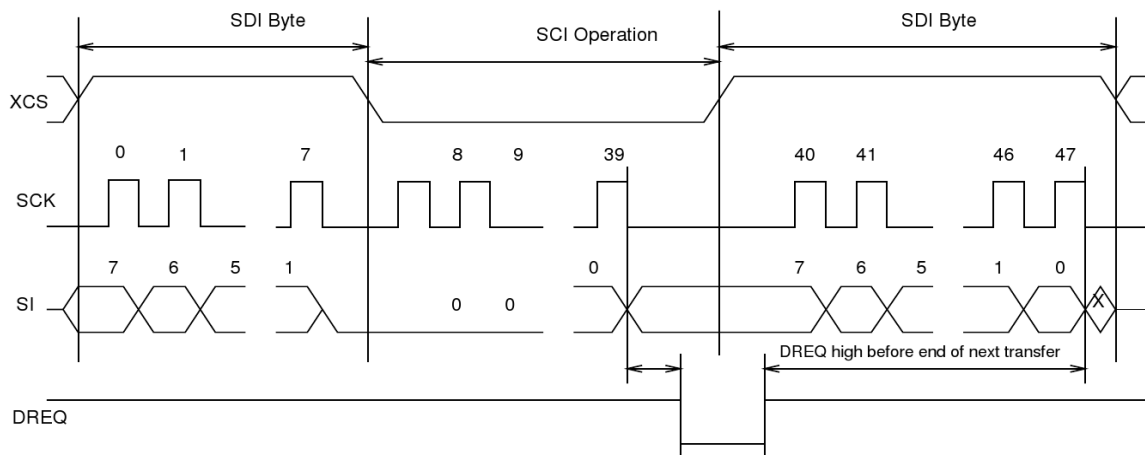 SDI Byte
SCI Operation
SDI Byte
XCS
0 1 7 8 9 39 40 41 46 47
SCK
7 6 5 1 0 7 6 5 1 0
SI
0 0
X
DREQ high before end of next transfer
DREQ